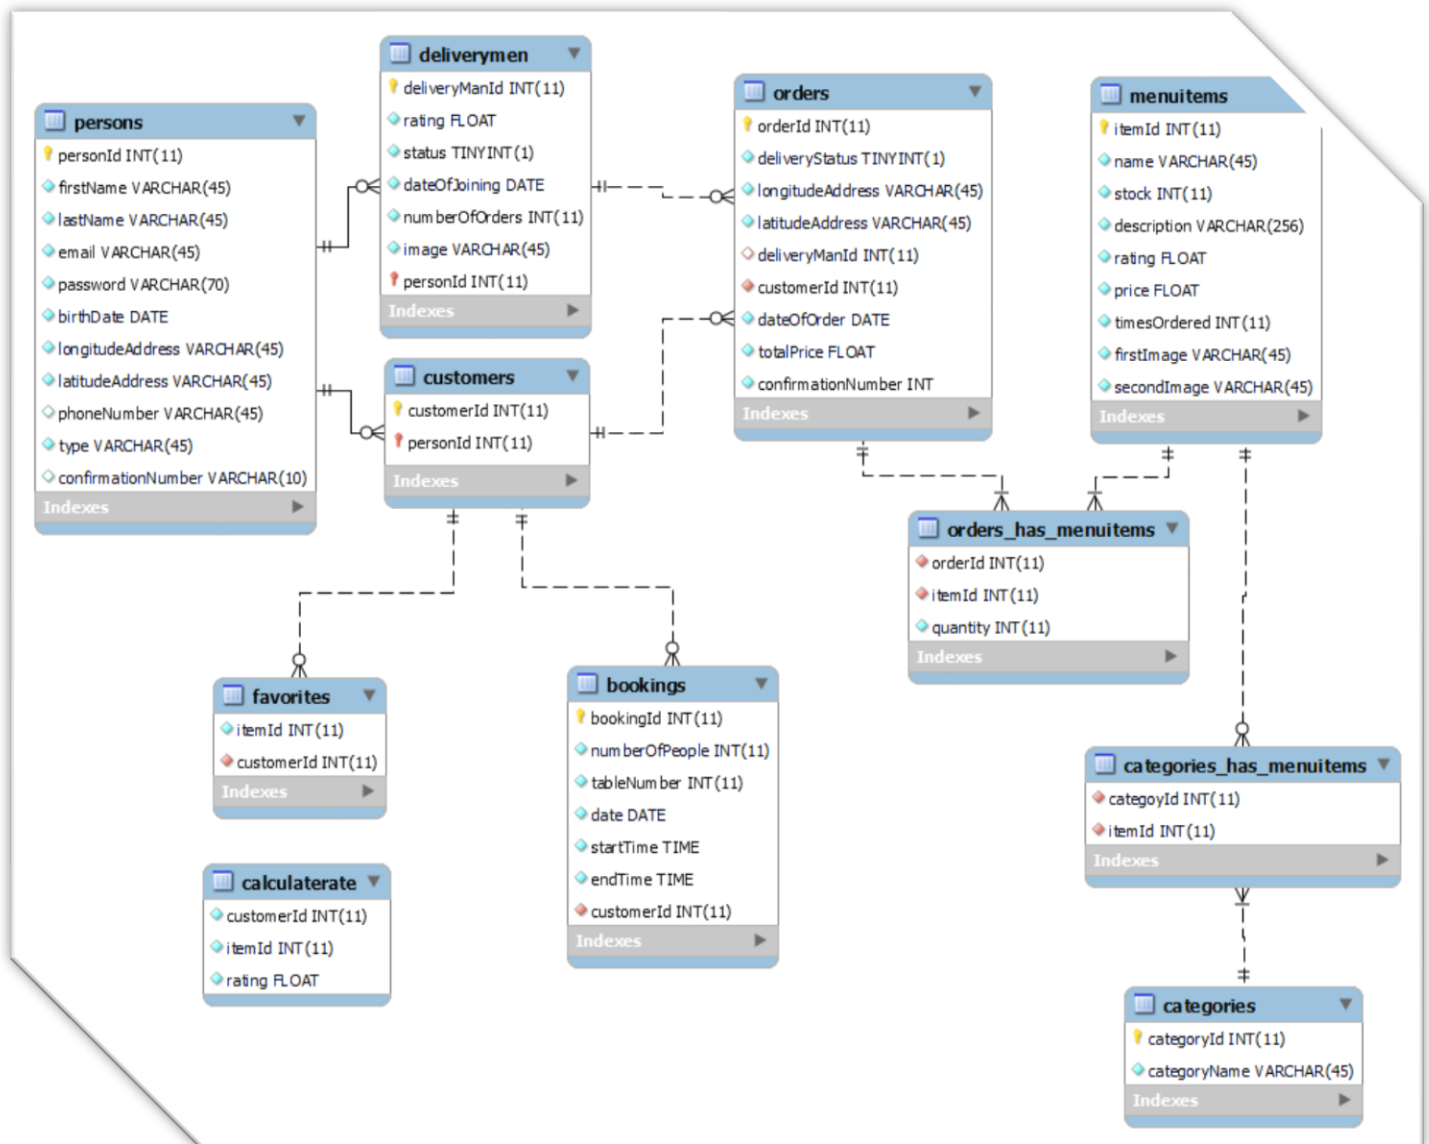 deliverymen
deliveryManId INT(11)
rating FLOAT
status TINYINT(1)
dateOfJoining DATE
numberOfOrders INT(11)
image VARCHAR(45)
personId INT(11)
Indexes
persons
personId INT(11)
firstName VARCHAR(45)
lastName VARCHAR(45)
email VARCHAR(45)
password VARCHAR(70)
birthDate DATE
longitudeAddress VARCHAR(45)
latitudeAddress VARCHAR(45)
phoneNumber VARCHAR(45)
type VARCHAR(45)
confirmationNumber VARCHAR(10)
Indexes
customers
customerId INT(11)
personId INT(11)
Indexes
orders
orderId INT(11)
deliveryStatus TINYINT(1)
longitudeAddress VARCHAR(45)
latitudeAddress VARCHAR(45)
deliveryManId INT(11)
customerId INT(11)
dateOfOrder DATE
totalPrice FLOAT
confirmationNumber INT
Indexes
menuitems
itemId INT(11)
name VARCHAR(45)
stock INT(11)
description VARCHAR(256)
rating FLOAT
price FLOAT
timesOrdered INT(11)
firstImage VARCHAR(45)
secondImage VARCHAR(45)
Indexes
orders_has_menuitems
orderId INT(11)
itemId INT(11)
quantity INT(11)
Indexes
favorites
itemId INT(11)
customerId INT(11)
Indexes
bookings
bookingId INT(11)
numberOfPeople INT(11)
tableNumber INT(11)
date DATE
startTime TIME
endTime TIME
customerId INT(11)
Indexes
categories_has_menuitems
categoyId INT(11)
itemId INT(11)
Indexes
calculaterate
customerId INT(11)
itemId INT(11)
rating FLOAT
categories
categoryId INT(11)
categoryName VARCHAR(45)
Indexes